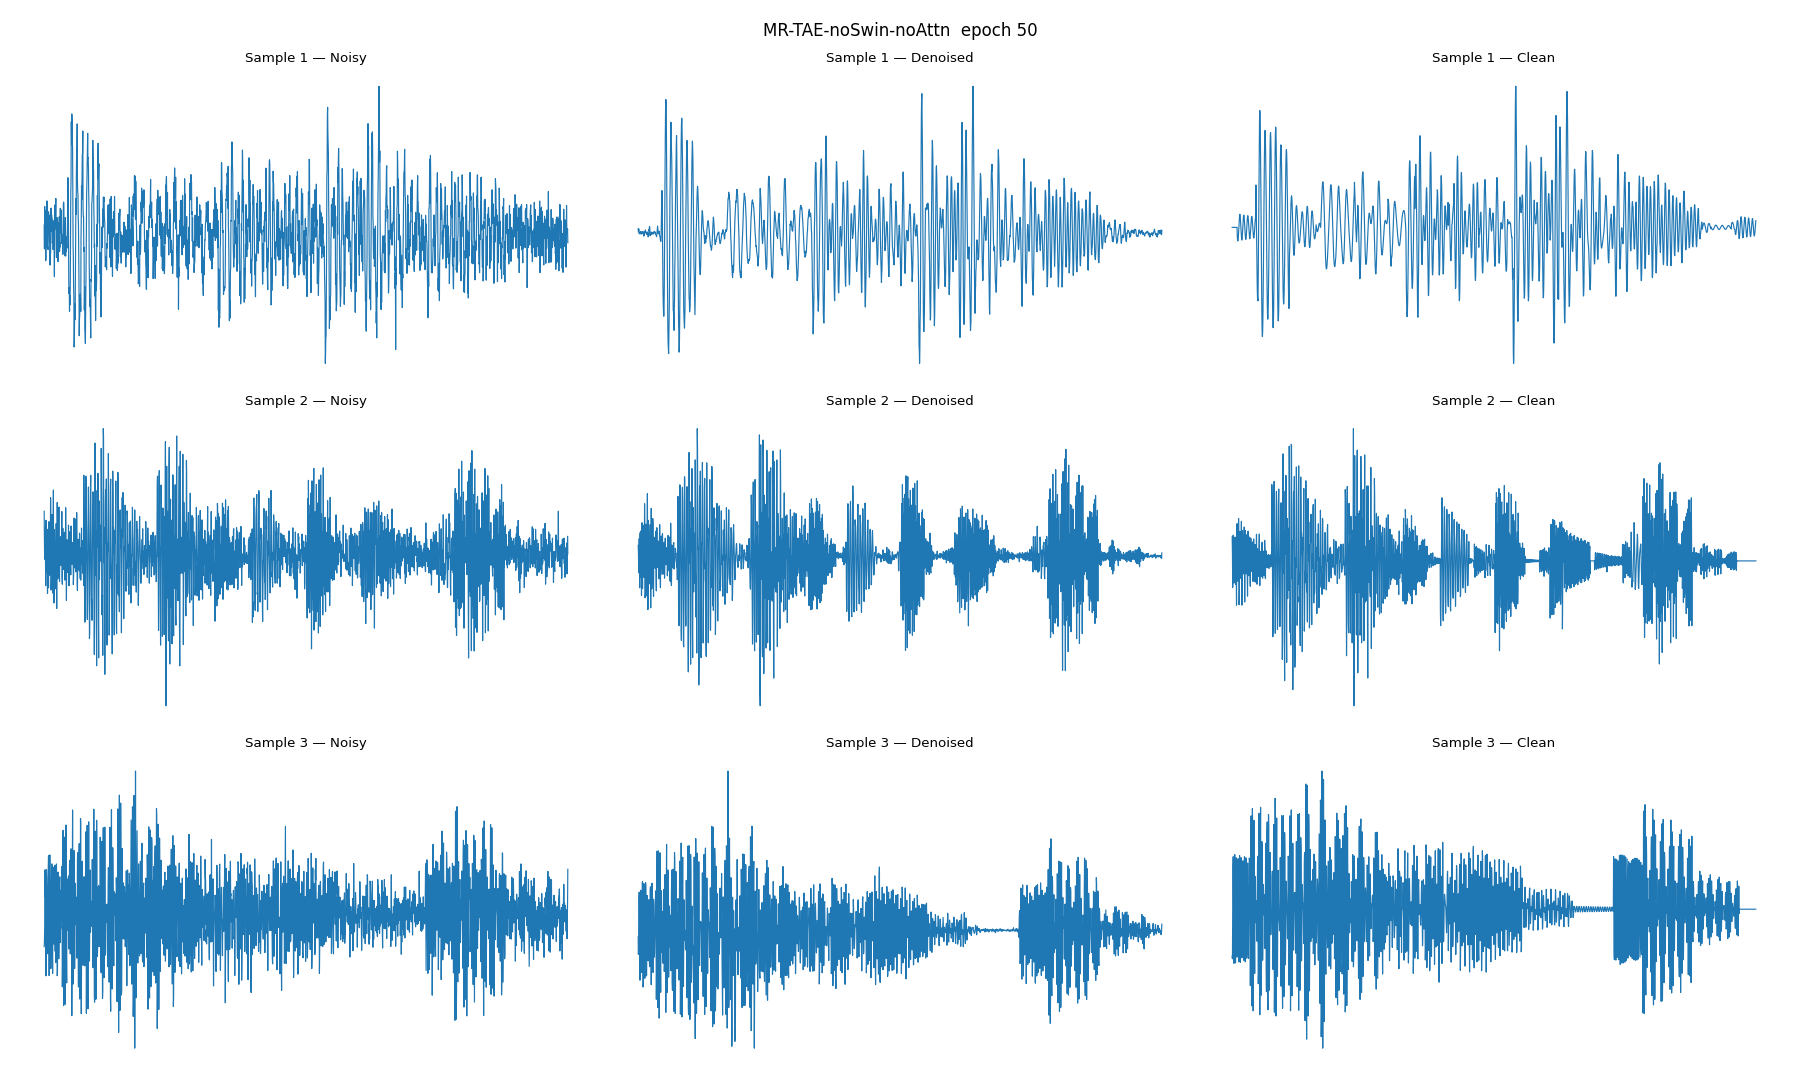 MR-TAE-noSwin-noAttn  epoch 50
Sample 1 — Noisy
Sample 1 — Denoised
Sample 1 — Clean
Sample 2 — Noisy
Sample 2 — Denoised
Sample 2 — Clean
Sample 3 — Noisy
Sample 3 — Denoised
Sample 3 — Clean